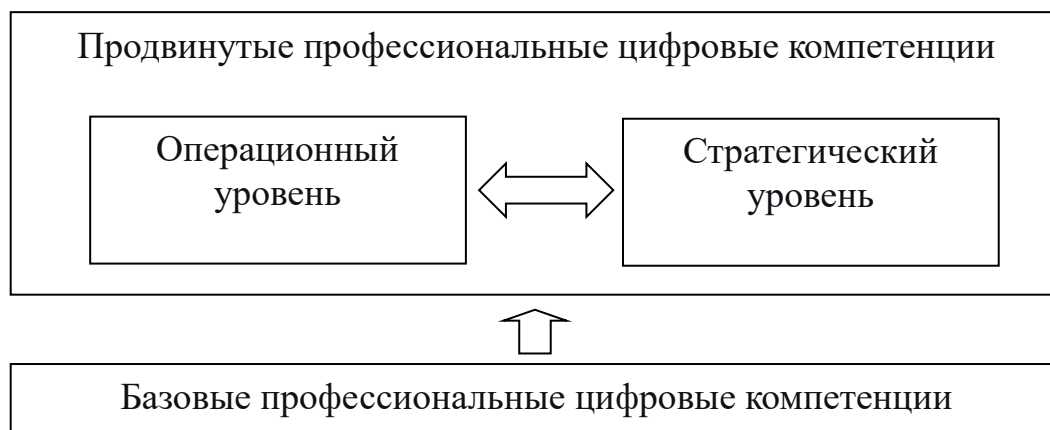 Продвинутые профессиональные цифровые компетенции
Операционный
уровень
Стратегический
уровень
Базовые профессиональные цифровые компетенции